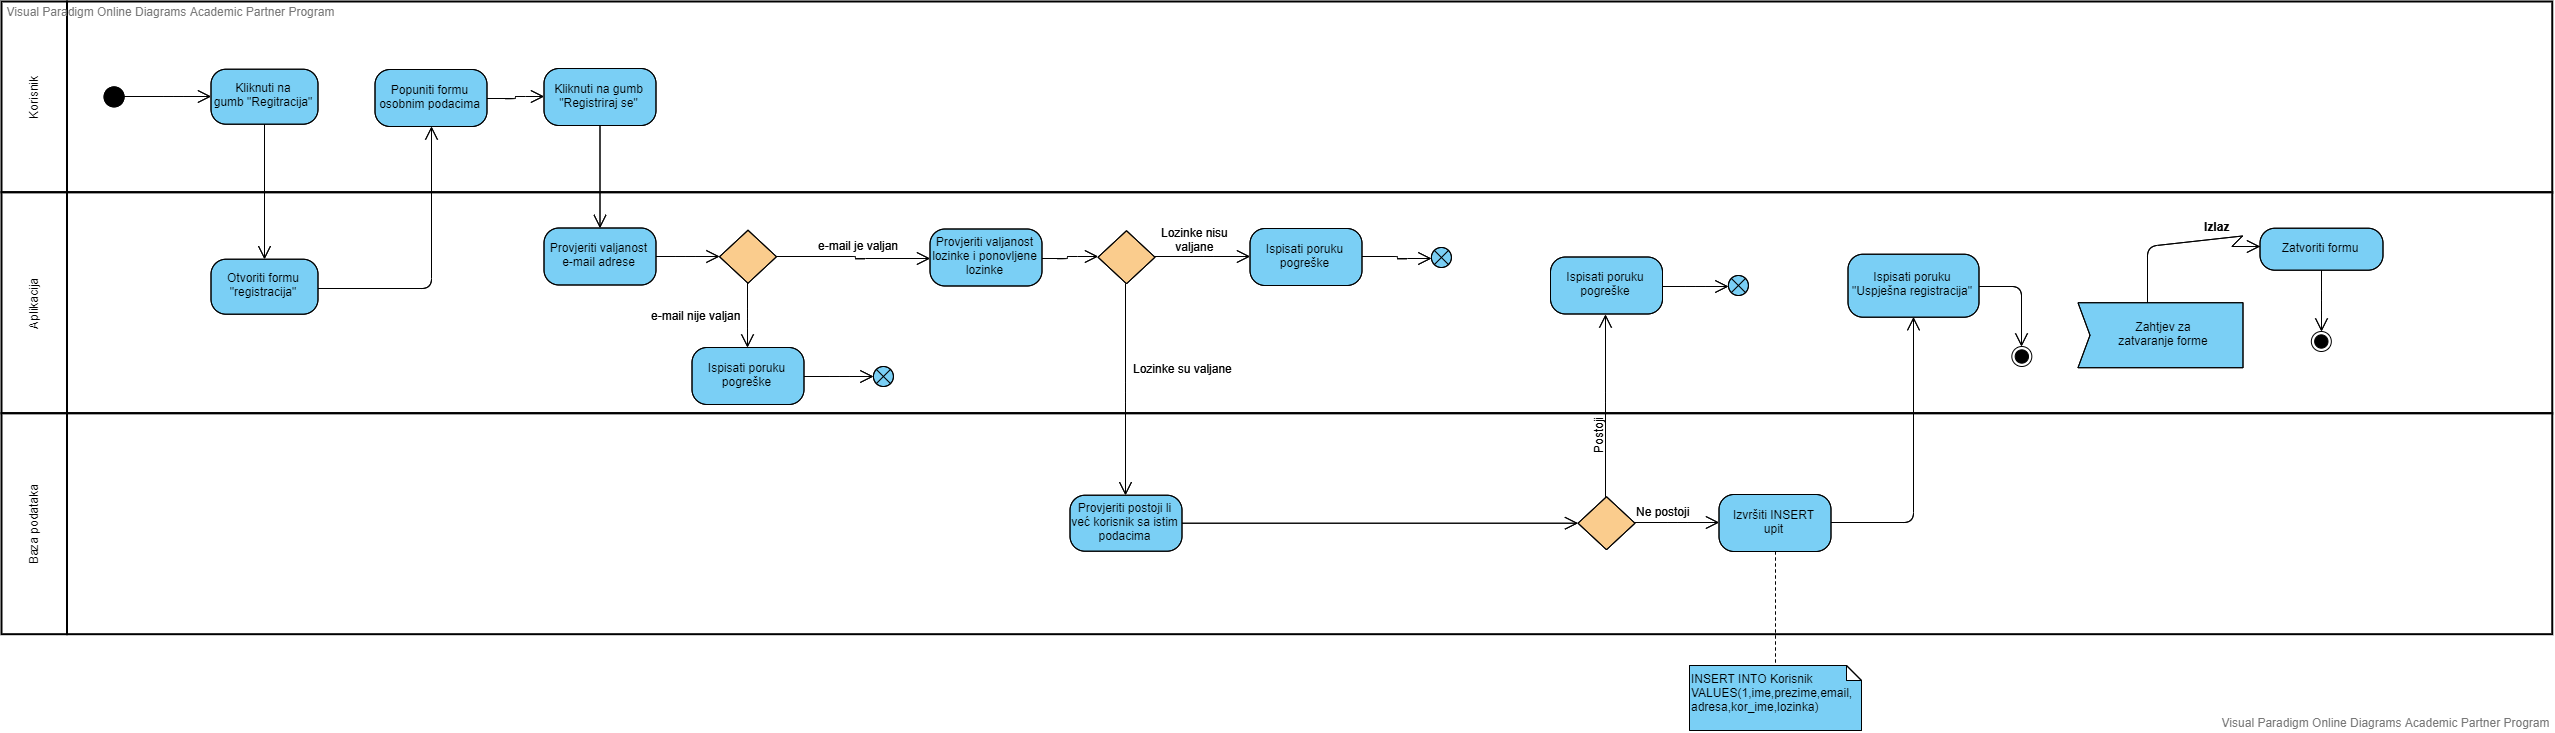 Visual Paradigm Online Diagrams Academic Partner Program
Korisnik
Kliknuti na
gumb "Regitracija"
Popuniti formu
osobnim podacima
Kliknuti na gumb
"Registriraj se"
Aplikacija
Otvoriti formu
"registracija"
Provjeriti valjanost
e-mail adrese
e-mail je valjan
e-mail nije valjan
Ispisati poruku
pogreške
Provjeriti valjanost
lozinke i ponovljene
lozinke
Lozinke nisu
valjane
Ispisati poruku
pogreške
Lozinke su valjane
Ispisati poruku
pogreške
Postoji
Ispisati poruku
"Uspješna registracija"
Izlaz
Zahtjev za
zatvaranje forme
Zatvoriti formu
Baza podataka
Provjeriti postoji li
već korisnik sa istim
podacima
Ne postoji
Izvršiti INSERT
upit
INSERT INTO Korisnik
VALUES(1,ime,prezime,email,
adresa,kor_ime,lozinka)
Visual Paradigm Online Diagrams Academic Partner Program